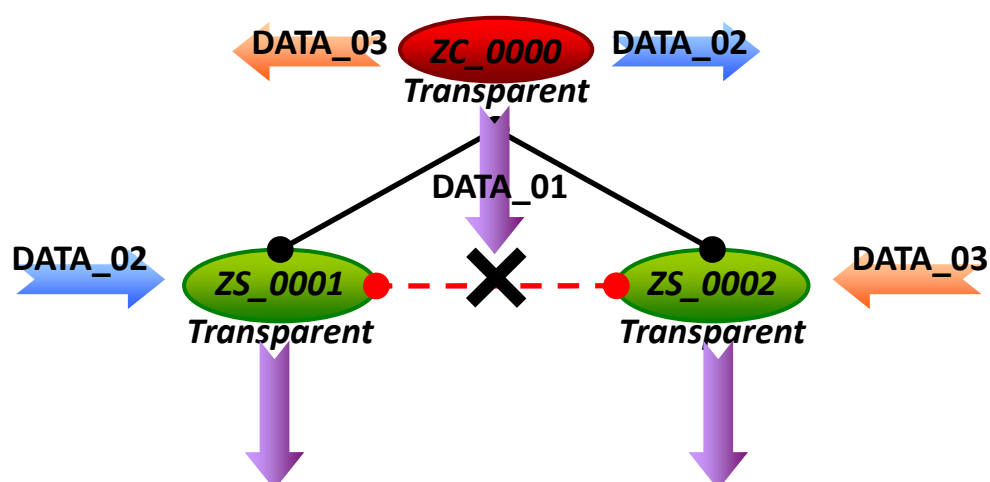 DATA_03
ZC_0000
DATA_02
Transparent
DATA_01
DATA_02
ZS_0001
ZS_0002
DATA_03
Transparent
Transparent